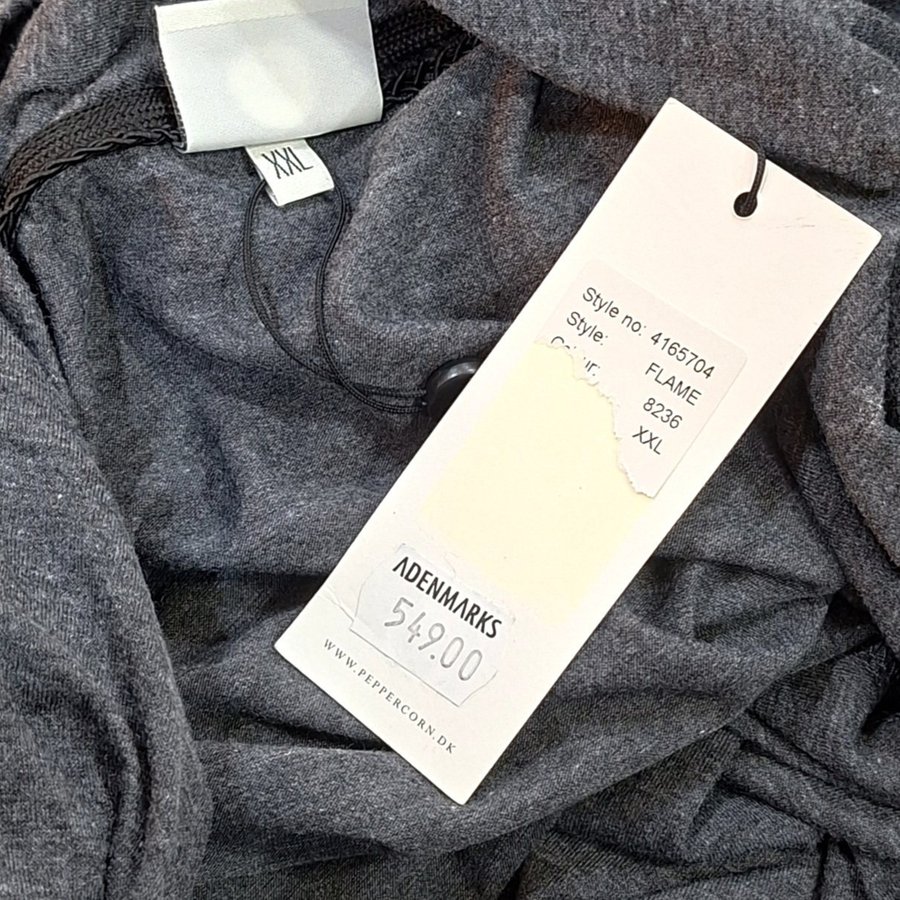 XXL
Style no: 4165704
Style: FLAME
8236
XXL
ADENMARKS
549.00
WWW.PEPPERCORN.DK